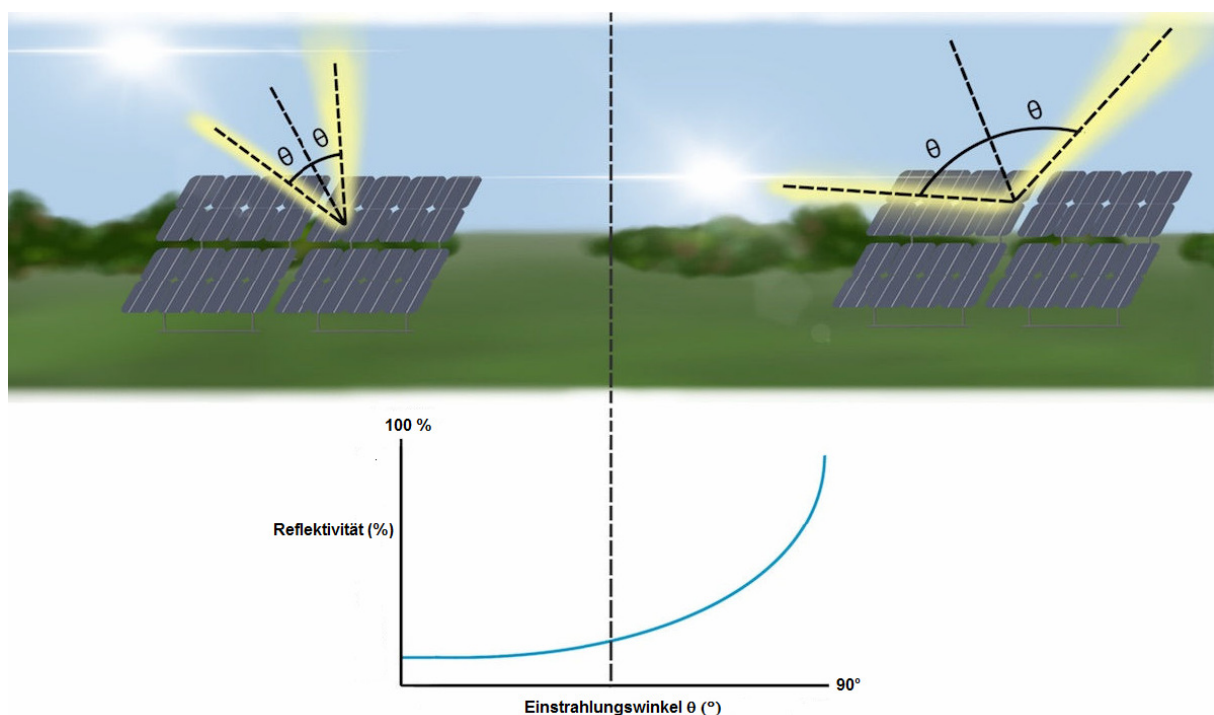 θ
θ
θ
θ
100 %
Reflektivität (%)
90°
Einstrahlungswinkel θ (°)